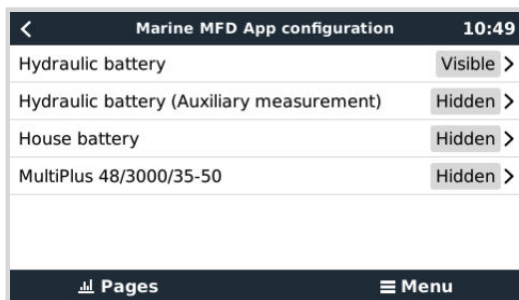 Marine MFD App configuration 10:49
Hydraulic battery Visible
Hydraulic battery (Auxiliary measurement) Hidden
House battery Hidden
MultiPlus 48/3000/35-50 Hidden
Pages Menu